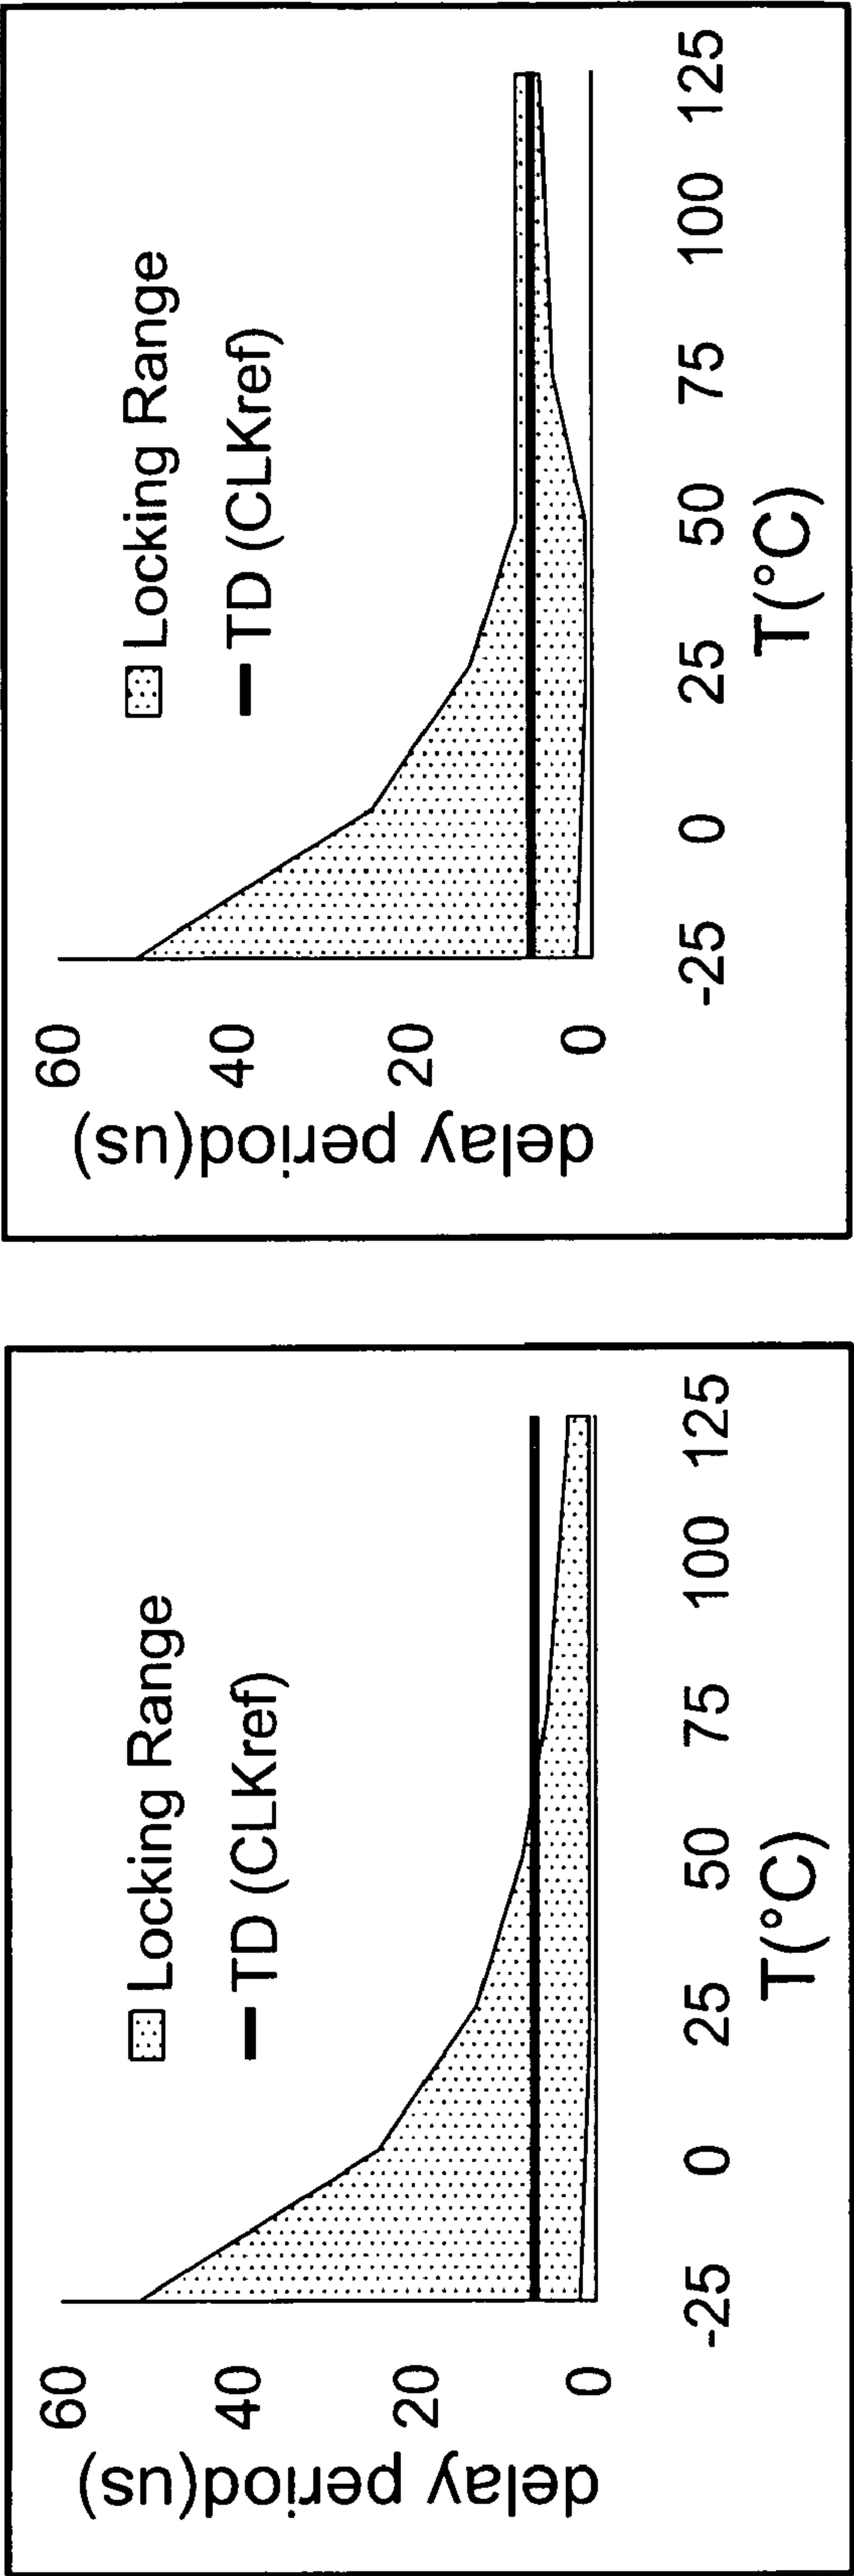 60
40
20
0
delay period(us)
Locking Range
TD (CLKref)
-25 0 25 50 75 100 125
T(°C)
60
40
20
0
delay period(us)
Locking Range
TD (CLKref)
-25 0 25 50 75 100 125
T(°C)